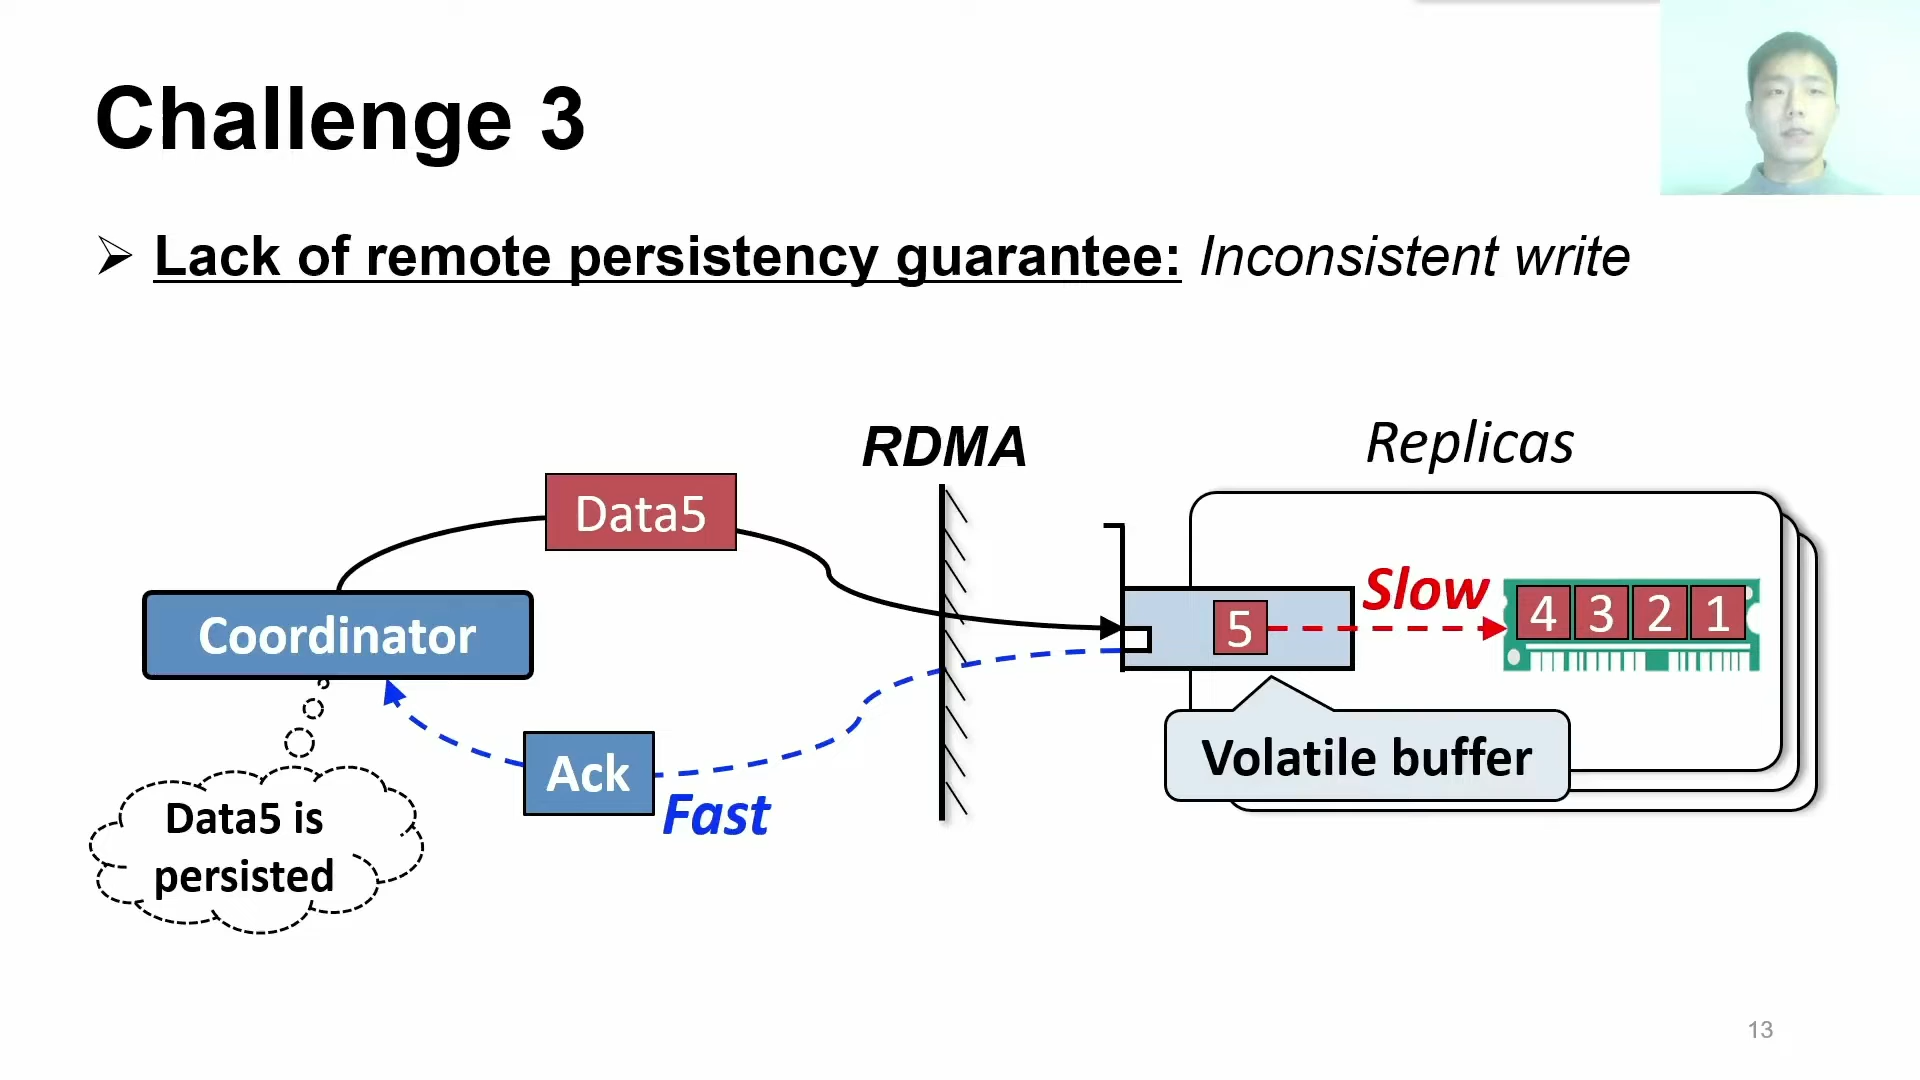 Challenge 3
Lack of remote persistency guarantee: Inconsistent write
RDMA
Replicas
Data5
Coordinator
5
Slow
4 3 2 1
Ack
Fast
Volatile buffer
Data5 is
persisted
13